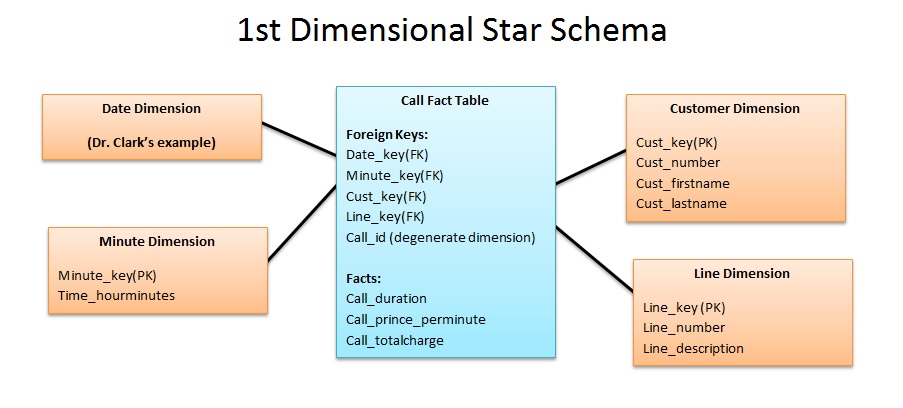 1st Dimensional Star Schema
Date Dimension
(Dr. Clark's example)
Minute Dimension
Minute_key(PK)
Time_hourminutes
Call Fact Table
Foreign Keys:
Date_key(FK)
Minute_key(FK)
Cust_key(FK)
Line_key(FK)
Call_id (degenerate dimension)
Facts:
Call_duration
Call_prince_perminute
Call_totalcharge
Customer Dimension
Cust_key(PK)
Cust_number
Cust_firstname
Cust_lastname
Line Dimension
Line_key (PK)
Line_number
Line_description